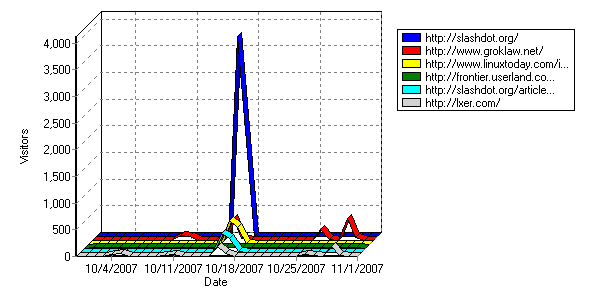 4,000
3,500
3,000
2,500
2,000
1,500
1,000
500
0
Visitors
10/4/2007 10/11/2007 10/18/2007 10/25/2007 11/1/2007
Date
http://slashdot.org/
http://www.groklaw.net/
http://www.linuxtoday.com/i...
http://frontier.userland.co...
http://slashdot.org/article...
http://lxer.com/